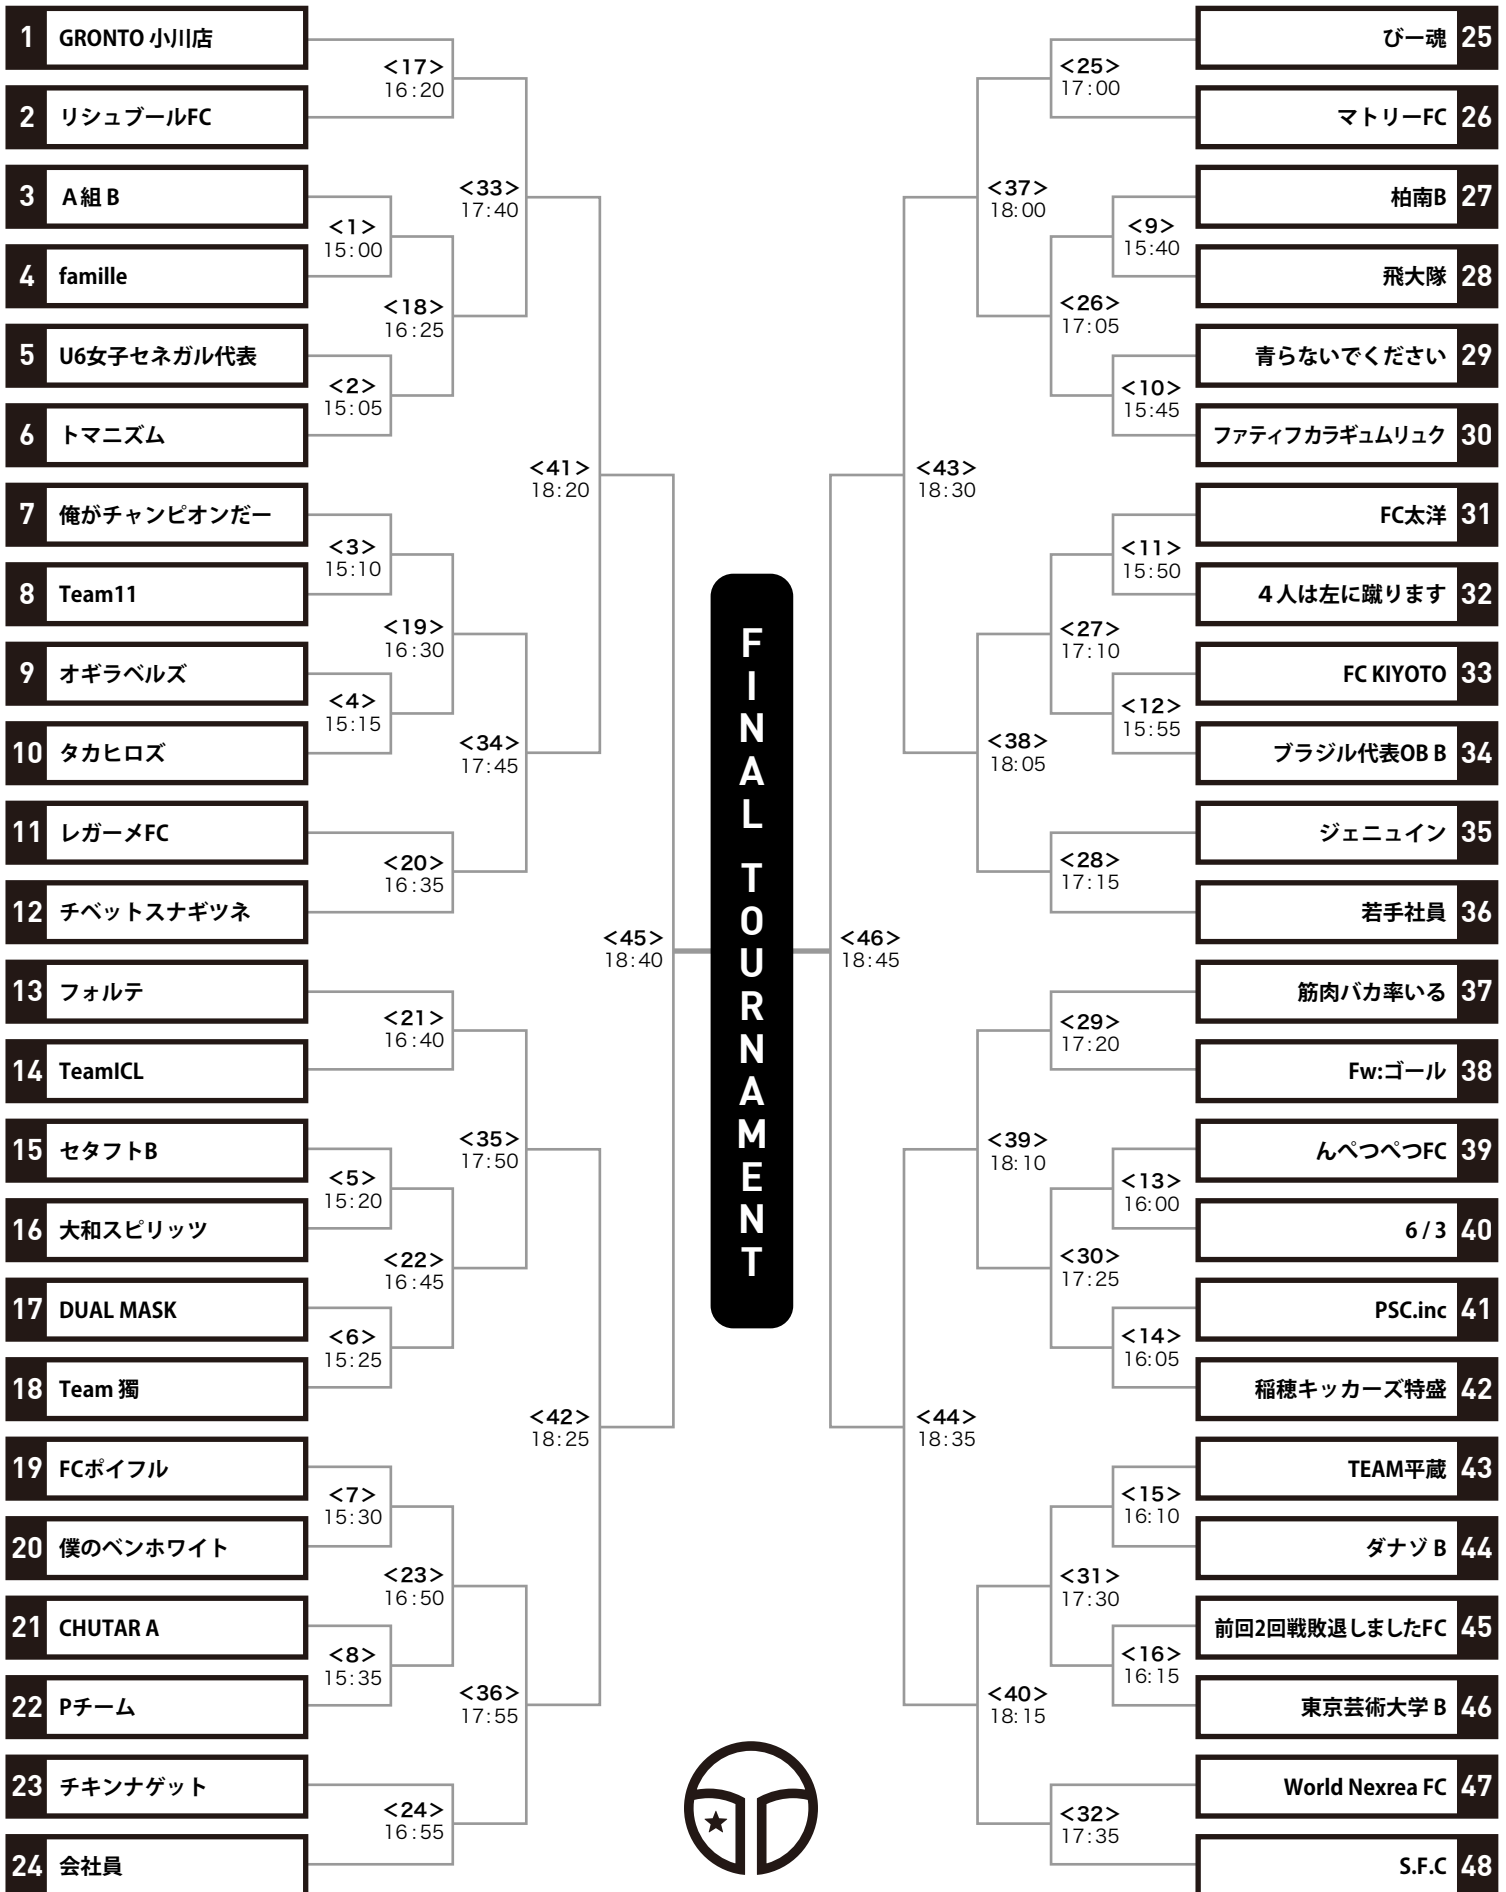 1 GRONTO 小川店
<17>
16:20
2 リシュブールFC
3 A組 B
<33>
17:40
<1>
15:00
4 famille
<18>
16:25
5 U6女子セネガル代表
<2>
15:05
6 トマニズム
<41>
18:20
7 俺がチャンピオンだー
<3>
15:10
8 Team11
<19>
16:30
9 オギラベルズ
<4>
15:15
10 タカヒロズ
<34>
17:45
11 レガーメFC
<20>
16:35
12 チベットスナギツネ
<45>
18:40
13 フォルテ
<21>
16:40
14 TeamICL
15 セタフトB
<35>
17:50
<5>
15:20
16 大和スピリッツ
<22>
16:45
17 DUAL MASK
<6>
15:25
18 Team 獨
<42>
18:25
19 FCポイフル
<7>
15:30
20 僕のベンホワイト
<23>
16:50
21 CHUTAR A
<8>
15:35
22 Pチーム
<36>
17:55
23 チキンナゲット
<24>
16:55
24 会社員
FINAL TOURNAMENT
びー魂 25
<25>
17:00
マトリーFC 26
柏南B 27
<37>
18:00
<9>
15:40
飛大隊 28
<26>
17:05
青らないでください 29
<10>
15:45
ファティフカラギュムリュク 30
<43>
18:30
FC太洋 31
<11>
15:50
4人は左に蹴ります 32
<27>
17:10
FC KIYOTO 33
<12>
15:55
ブラジル代表OB B 34
<38>
18:05
ジェニュイン 35
<28>
17:15
若手社員 36
<46>
18:45
筋肉バカ率いる 37
<29>
17:20
Fw:ゴール 38
んぺつぺつFC 39
<39>
18:10
<13>
16:00
6 / 3 40
<30>
17:25
PSC.inc 41
<14>
16:05
稲穂キッカーズ特盛 42
<44>
18:35
TEAM平蔵 43
<15>
16:10
ダナゾ B 44
<31>
17:30
前回2回戦敗退しましたFC 45
<16>
16:15
東京芸術大学 B 46
<40>
18:15
World Nexrea FC 47
<32>
17:35
S.F.C 48